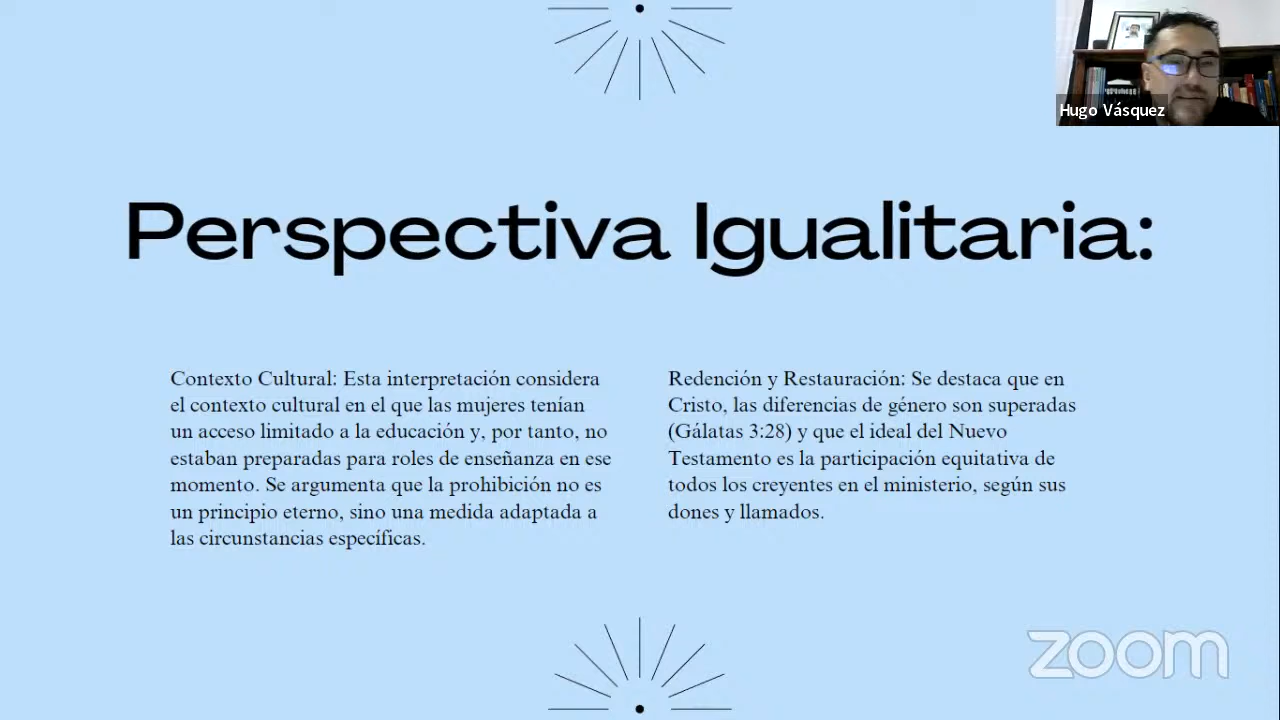 Hugo Vásquez
Perspectiva Igualitaria:
Contexto Cultural: Esta interpretación considera
el contexto cultural en el que las mujeres tenían
un acceso limitado a la educación y, por tanto, no
estaban preparadas para roles de enseñanza en ese
momento. Se argumenta que la prohibición no es
un principio eterno, sino una medida adaptada a
las circunstancias específicas.
Redención y Restauración: Se destaca que en
Cristo, las diferencias de género son superadas
(Gálatas 3:28) y que el ideal del Nuevo
Testamento es la participación equitativa de
todos los creyentes en el ministerio, según sus
dones y llamados.
zoom